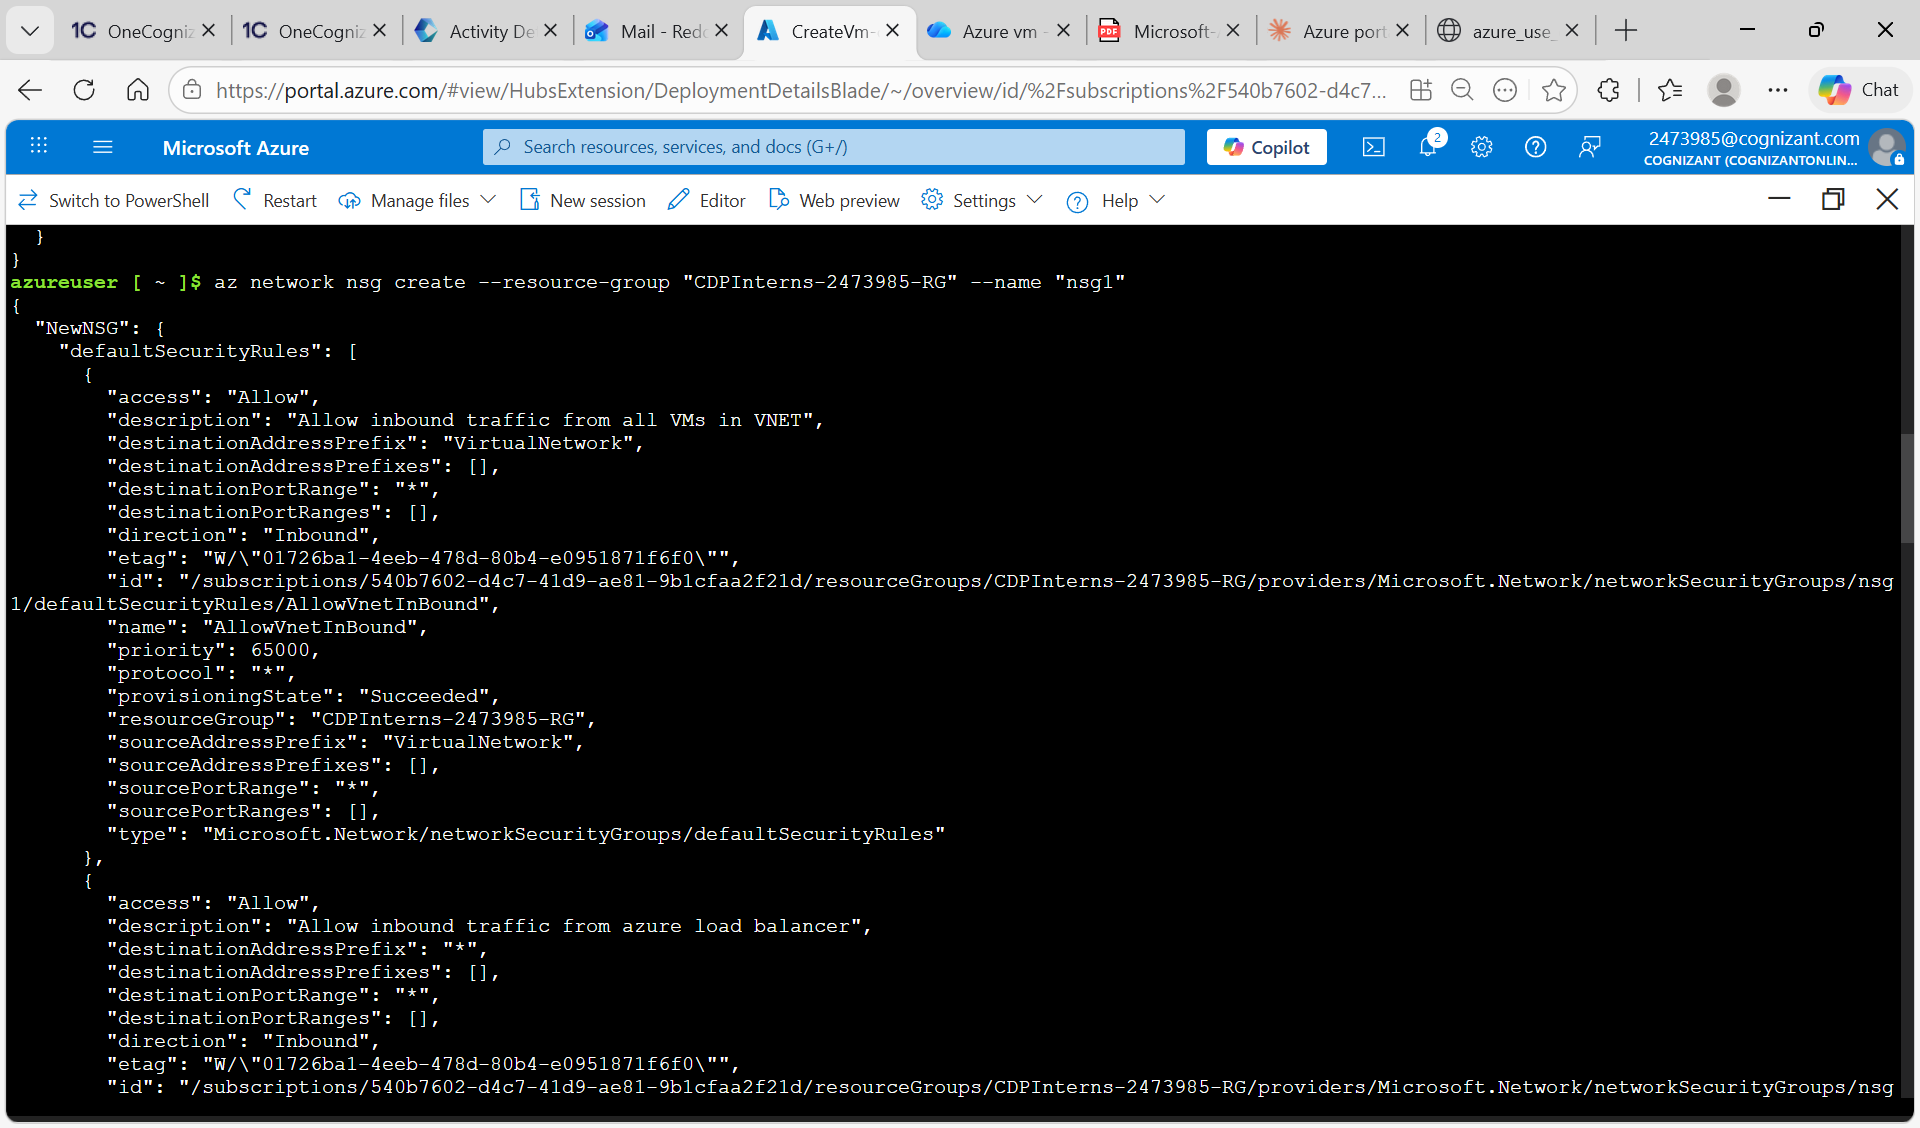 OneCogniz
OneCogniz
Activity De
Mail - Redc
CreateVm-
Azure vm -
Microsoft-
Azure port
azure_use_
https://portal.azure.com/#view/HubsExtension/DeploymentDetailsBlade/~/overview/id/%2Fsubscriptions%2F540b7602-d4c7...
Chat
Microsoft Azure
Search resources, services, and docs (G+/)
Copilot
2
2473985@cognizant.com
COGNIZANT (COGNIZANTONLIN...
Switch to PowerShell
Restart
Manage files
New session
Editor
Web preview
Settings
Help
}
}
azureuser [ ~ ]$ az network nsg create --resource-group "CDPInterns-2473985-RG" --name "nsg1"
{
"NewNSG": {
"defaultSecurityRules": [
{
"access": "Allow",
"description": "Allow inbound traffic from all VMs in VNET",
"destinationAddressPrefix": "VirtualNetwork",
"destinationAddressPrefixes": [],
"destinationPortRange": "*",
"destinationPortRanges": [],
"direction": "Inbound",
"etag": "W/\"01726ba1-4eeb-478d-80b4-e0951871f6f0\"",
"id": "/subscriptions/540b7602-d4c7-41d9-ae81-9b1cfaa2f21d/resourceGroups/CDPInterns-2473985-RG/providers/Microsoft.Network/networkSecurityGroups/nsg
1/defaultSecurityRules/AllowVnetInBound",
"name": "AllowVnetInBound",
"priority": 65000,
"protocol": "*",
"provisioningState": "Succeeded",
"resourceGroup": "CDPInterns-2473985-RG",
"sourceAddressPrefix": "VirtualNetwork",
"sourceAddressPrefixes": [],
"sourcePortRange": "*",
"sourcePortRanges": [],
"type": "Microsoft.Network/networkSecurityGroups/defaultSecurityRules"
},
{
"access": "Allow",
"description": "Allow inbound traffic from azure load balancer",
"destinationAddressPrefix": "*",
"destinationAddressPrefixes": [],
"destinationPortRange": "*",
"destinationPortRanges": [],
"direction": "Inbound",
"etag": "W/\"01726ba1-4eeb-478d-80b4-e0951871f6f0\"",
"id": "/subscriptions/540b7602-d4c7-41d9-ae81-9b1cfaa2f21d/resourceGroups/CDPInterns-2473985-RG/providers/Microsoft.Network/networkSecurityGroups/nsg